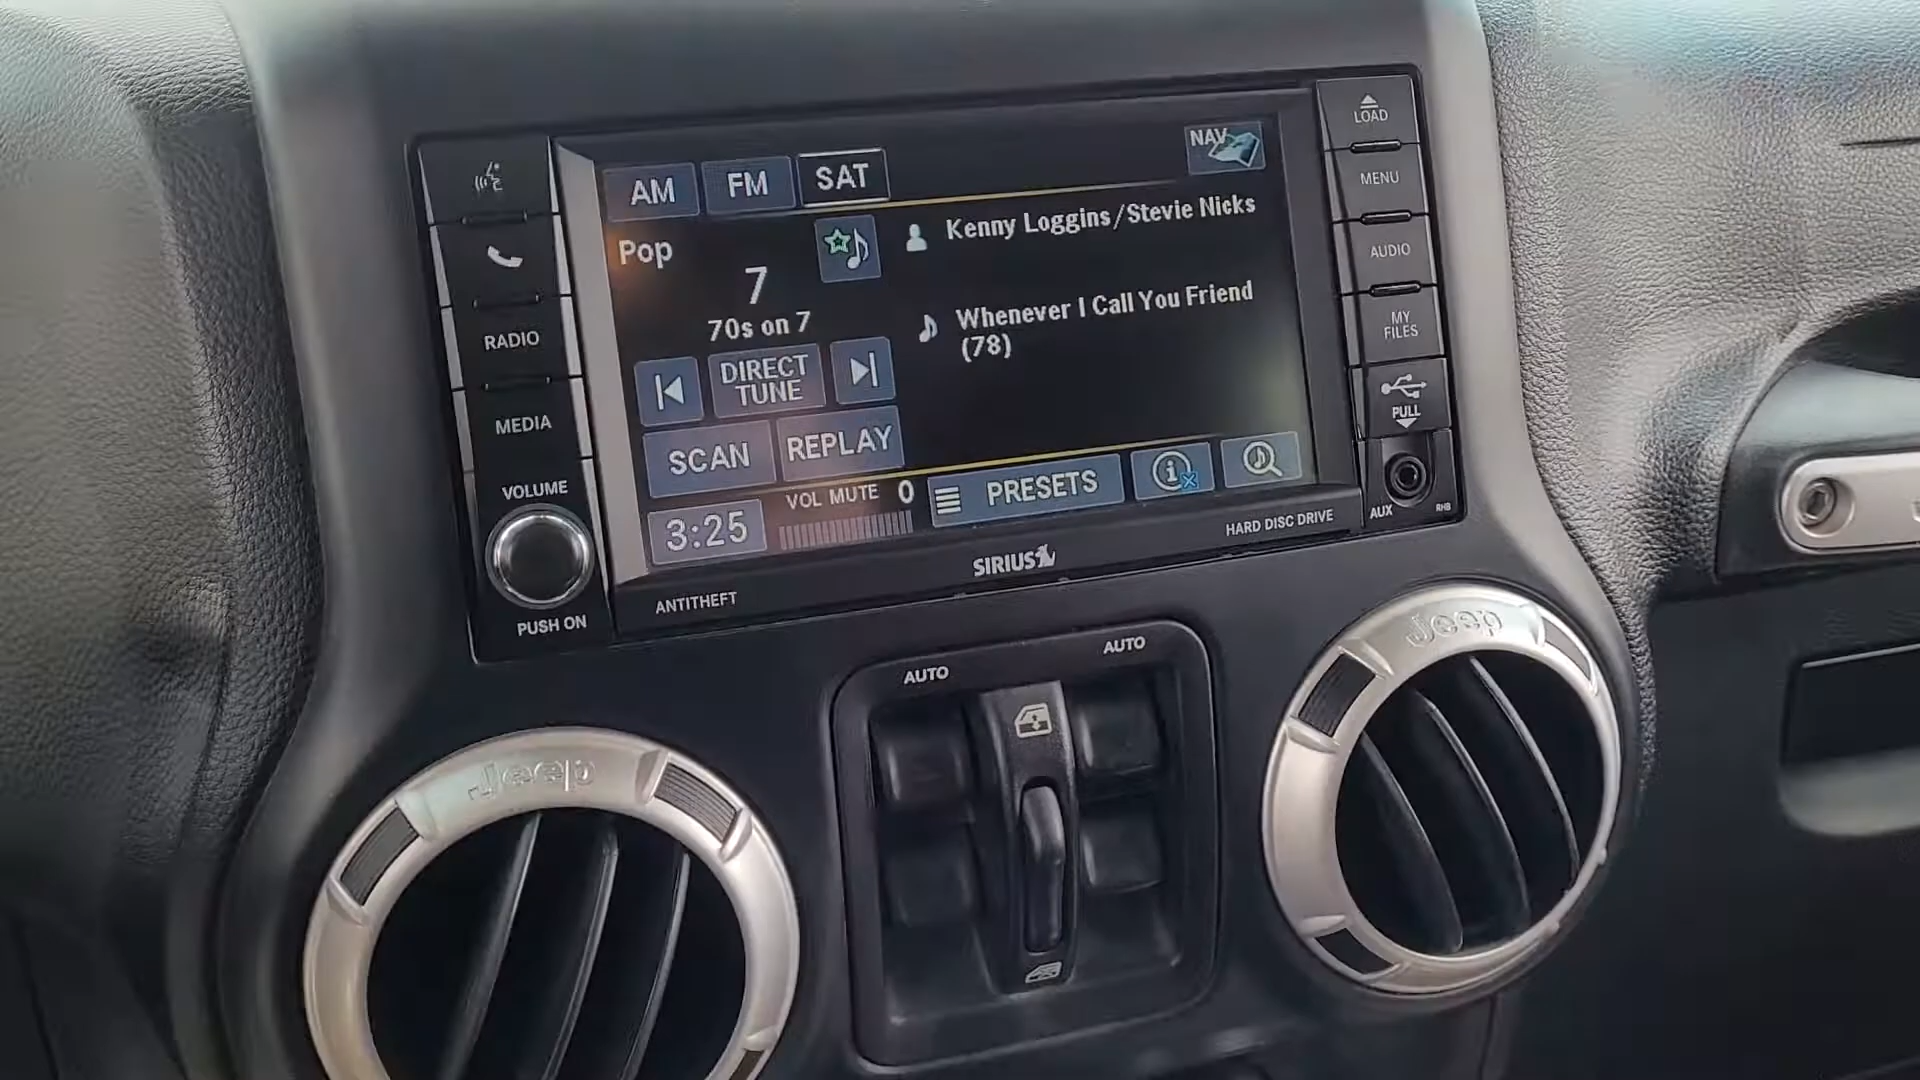 LOAD
MENU
AUDIO
MY
FILES
PULL
AUX
RHB
RADIO
MEDIA
VOLUME
PUSH ON
AM
FM
SAT
NAV
Pop
7
70s on 7
Kenny Loggins/Stevie Nicks
Whenever I Call You Friend
(78)
DIRECT
TUNE
SCAN
REPLAY
3:25
VOL MUTE 0
PRESETS
i
HARD DISC DRIVE
SIRIUS
ANTITHEFT
AUTO
AUTO
Jeep
Jeep